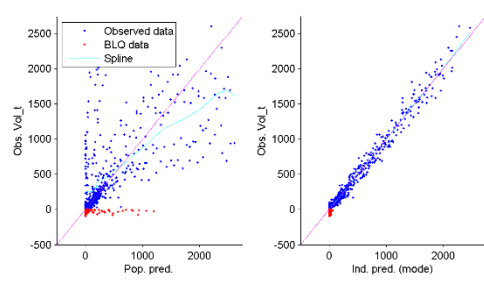 Observed data
BLQ data
Spline
2500
2000
1500
1000
500
0
-500
Obs. Vol_t
0
1000
2000
Pop. pred.
2500
2000
1500
1000
500
0
-500
Obs. Vol_t
0
1000
2000
Ind. pred. (mode)